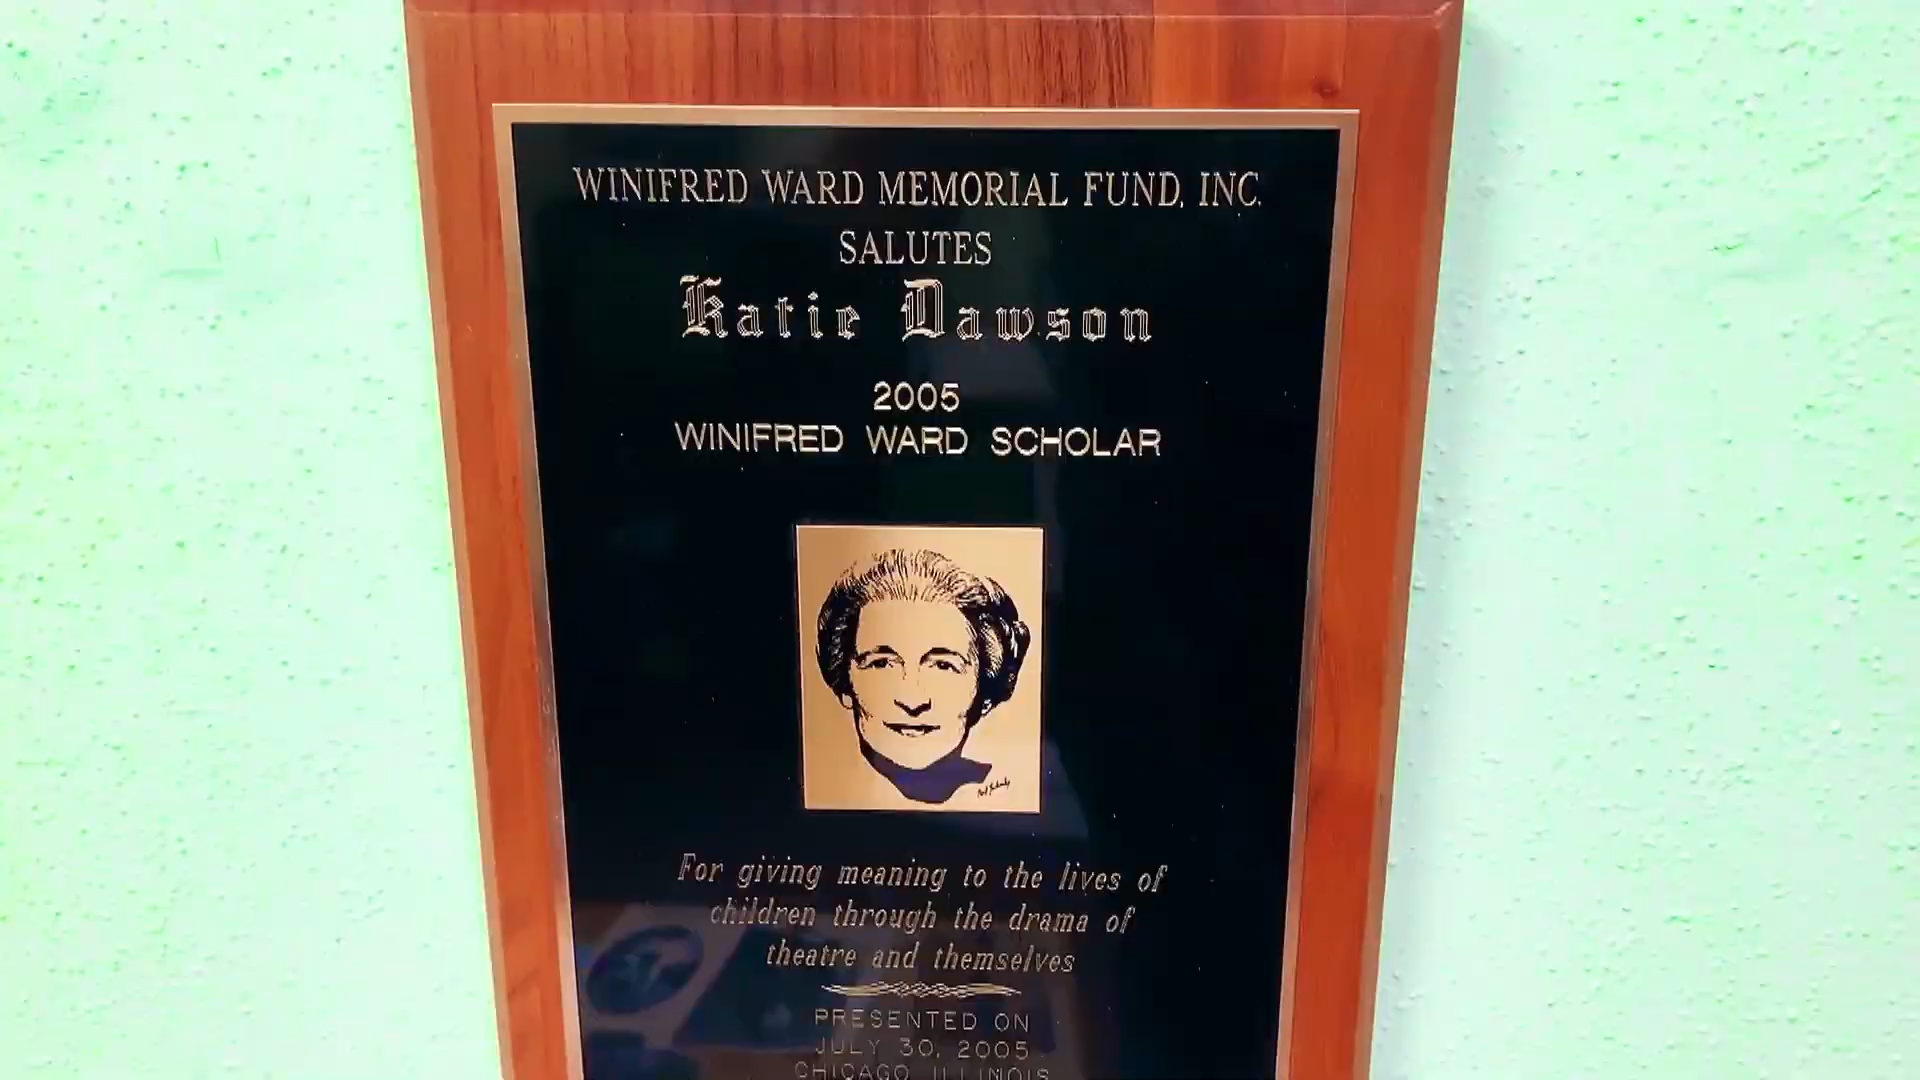 WINIFRED WARD MEMORIAL FUND, INC.
SALUTES
Katie Dawson
2005
WINIFRED WARD SCHOLAR
For giving meaning to the lives of
children through the drama of
theatre and themselves
PRESENTED ON
JULY 30, 2005
CHICAGO ILLINOIS